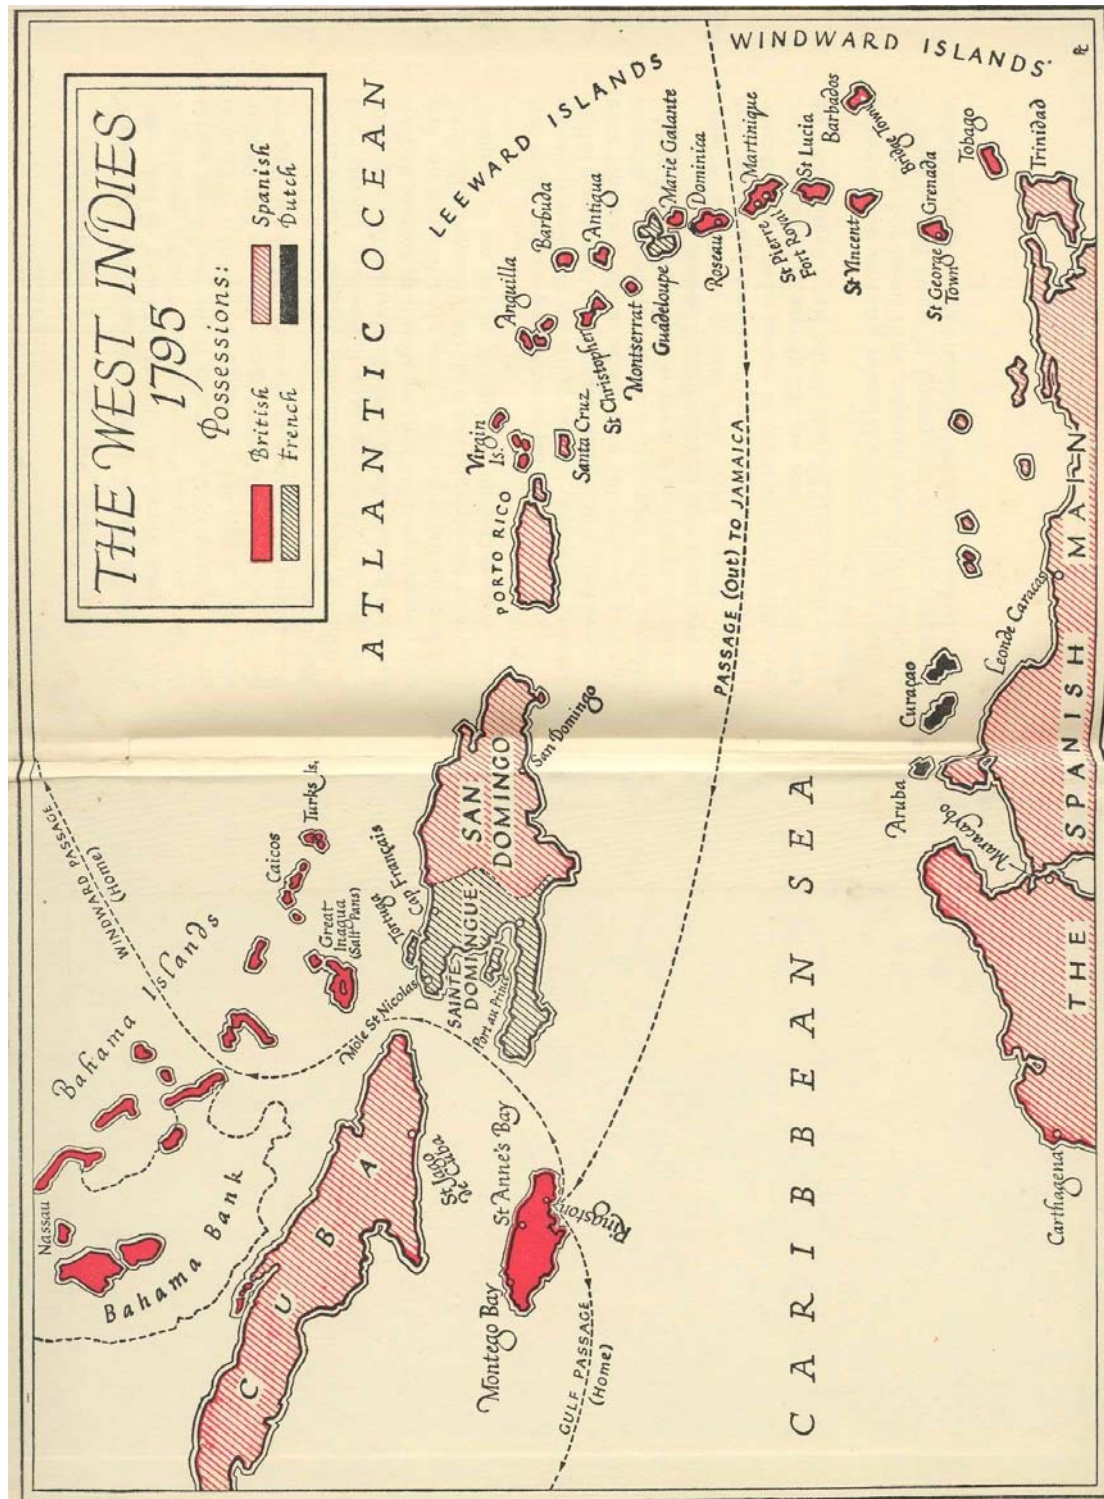 THE WEST INDIES
1795
Possessions:
British
Spanish
French
Dutch
ATLANTIC OCEAN
LEEWARD ISLANDS
WINDWARD ISLANDS
Nassau
Bahama Islands
Bahama Bank
WINDWARD PASSAGE
(Home)
Caicos
Turks Is,
Great
Inagua
(Salt Pans)
CUBA
St Jago
de Cuba
Môle St Nicolas
Tortuga
Cap Français
SAINTE
DOMINGUE
Port au Prince
SAN
DOMINGO
San Domingo
Montego Bay
St Anne's Bay
Kingston
GULF PASSAGE
(Home)
PASSAGE (Out) TO JAMAICA
PORTO RICO
Virgin
Is.
Santa Cruz
Anguilla
St Christopher
Barbuda
Antigua
Montserrat
Guadeloupe
Marie Galante
Dominica
Roseau
Martinique
St Pierre
Fort Royal
St Lucia
St Vincent
Barbados
Bridge Town
Grenada
St George
Town
Tobago
Trinidad
CARIBBEAN SEA
Aruba
Curaçao
Maracaybo
Leonde Caracas
Carthagena
THE SPANISH MAIN